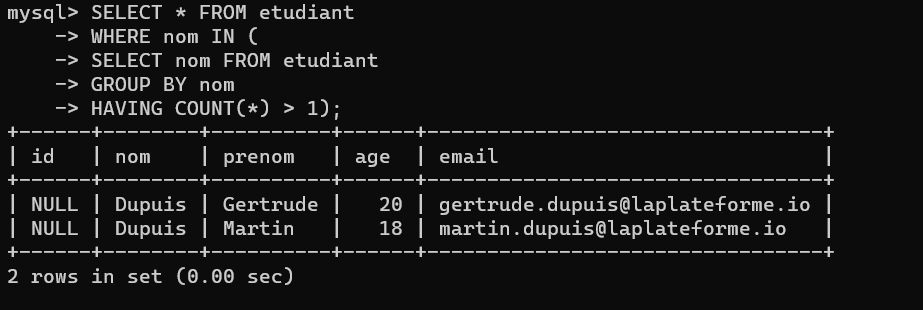 mysql> SELECT * FROM etudiant
    -> WHERE nom IN (
    -> SELECT nom FROM etudiant
    -> GROUP BY nom
    -> HAVING COUNT(*) > 1);
+------+--------+----------+------+--------------------------------+
| id   | nom    | prenom   | age  | email                          |
+------+--------+----------+------+--------------------------------+
| NULL | Dupuis | Gertrude |   20 | gertrude.dupuis@laplateforme.io |
| NULL | Dupuis | Martin   |   18 | martin.dupuis@laplateforme.io   |
+------+--------+----------+------+--------------------------------+
2 rows in set (0.00 sec)